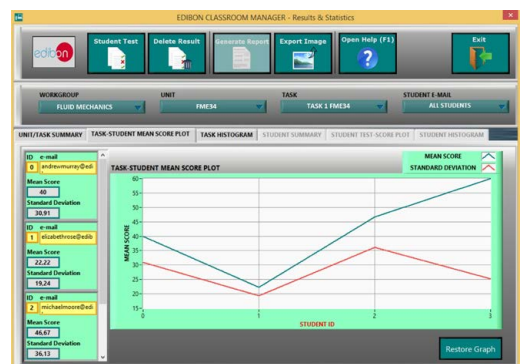 EDIBON CLASSROOM MANAGER - Results & Statistics
edibon
Student Test
Delete Result
Generate Report
Export Image
Open Help (F1)
Exit
WORKGROUP
FLUID MECHANICS
UNIT
FME34
TASK
TASK 1 FME34
STUDENT E-MAIL
ALL STUDENTS
UNIT/TASK SUMMARY
TASK-STUDENT MEAN SCORE PLOT
TASK HISTOGRAM
STUDENT SUMMARY
STUDENT TEST-SCORE PLOT
STUDENT HISTOGRAM
ID e-mail
0 andrewmurray@edi
Mean Score
40
Standard Deviation
30,91
ID e-mail
1 elizabethrose@edib
Mean Score
22,22
Standard Deviation
19,24
ID e-mail
2 michaelmoore@edi
Mean Score
46,67
Standard Deviation
36,13
TASK-STUDENT MEAN SCORE PLOT
MEAN SCORE
STANDARD DEVIATION
MEAN SCORE
60
55
50
45
40
35
30
25
20
15
0
1
2
3
STUDENT ID
Restore Graph